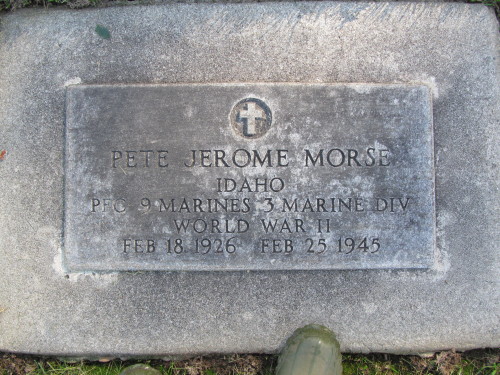 PETE JEROME MORSE
IDAHO
PFC 9 MARINES 3 MARINE DIV
WORLD WAR II
FEB 18 1926 FEB 25 1945